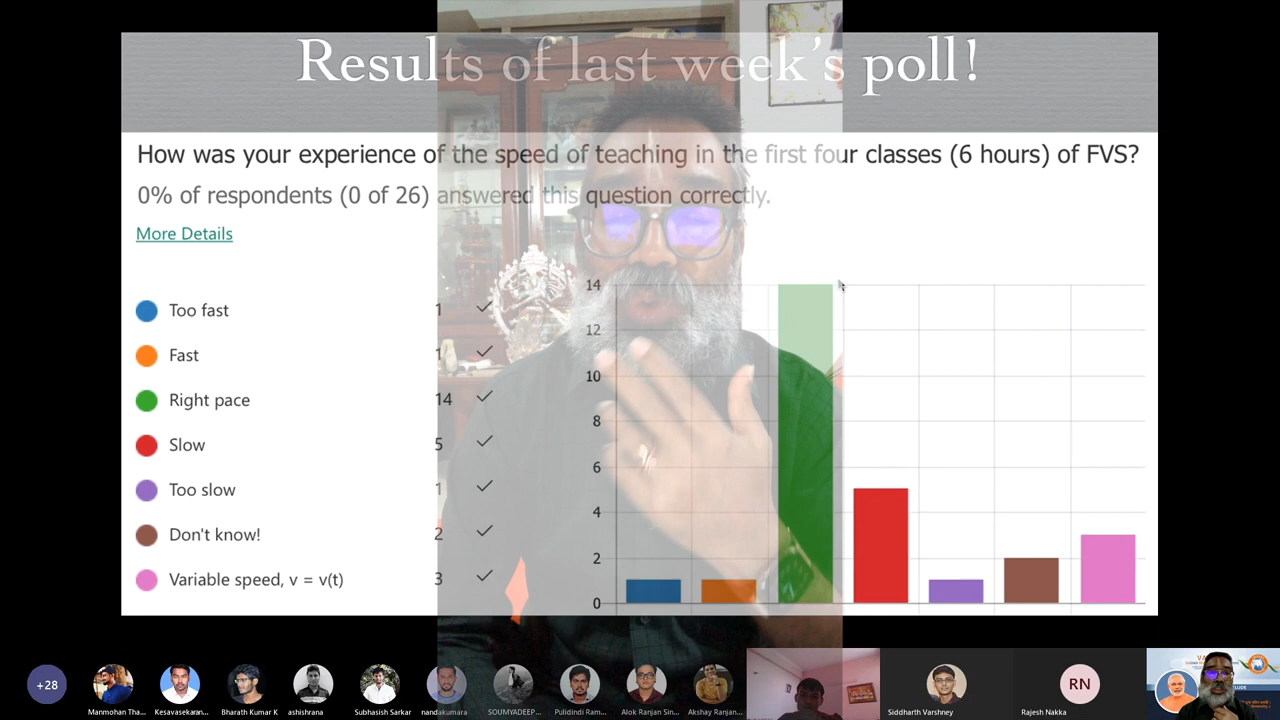 Results of last week's poll!
How was your experience of the speed of teaching in the first four classes (6 hours) of FVS?
0% of respondents (0 of 26) answered this question correctly.
More Details
Too fast 1
Fast 1
Right pace 14
Slow 5
Too slow 1
Don't know! 2
Variable speed, v = v(t) 3
14
12
10
8
6
4
2
0
+28
Manmohan Tha...
Kesavasekaran...
Bharath Kumar K
ashishrana
Subhasish Sarkar
nandakumara
SOUMYADEEP...
Pulidindi Ram...
Alok Ranjan Sin...
Akshay Ranjan...
Siddharth Varshney
RN
Rajesh Nakka